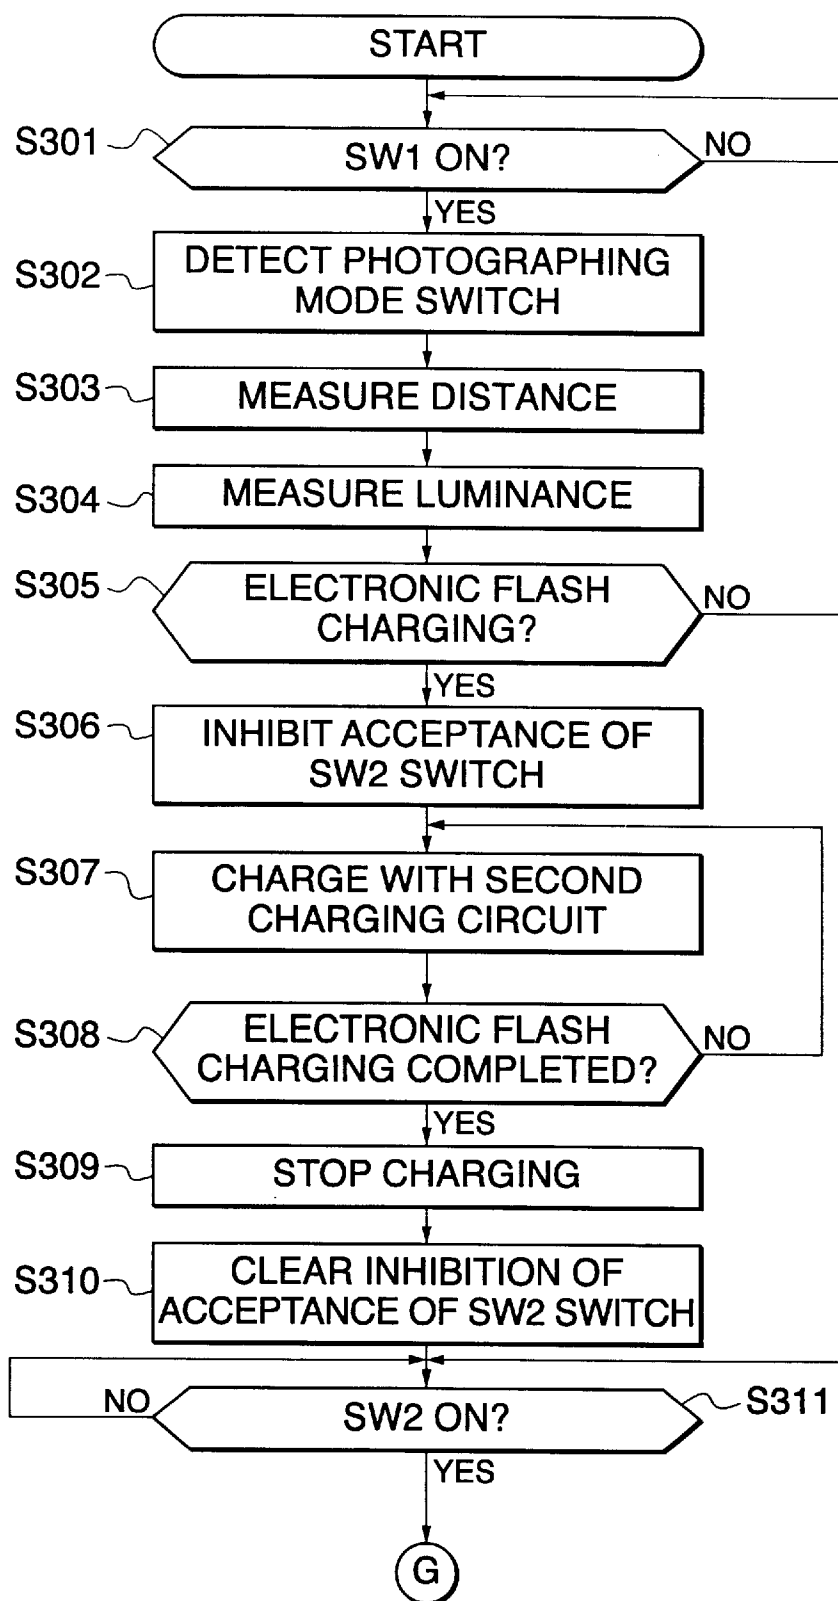 START
S301
SW1 ON?
NO
YES
S302
DETECT PHOTOGRAPHING
MODE SWITCH
S303
MEASURE DISTANCE
S304
MEASURE LUMINANCE
S305
ELECTRONIC FLASH
CHARGING?
NO
YES
S306
INHIBIT ACCEPTANCE OF
SW2 SWITCH
S307
CHARGE WITH SECOND
CHARGING CIRCUIT
S308
ELECTRONIC FLASH
CHARGING COMPLETED?
NO
YES
S309
STOP CHARGING
S310
CLEAR INHIBITION OF
ACCEPTANCE OF SW2 SWITCH
NO
SW2 ON?
S311
YES
G